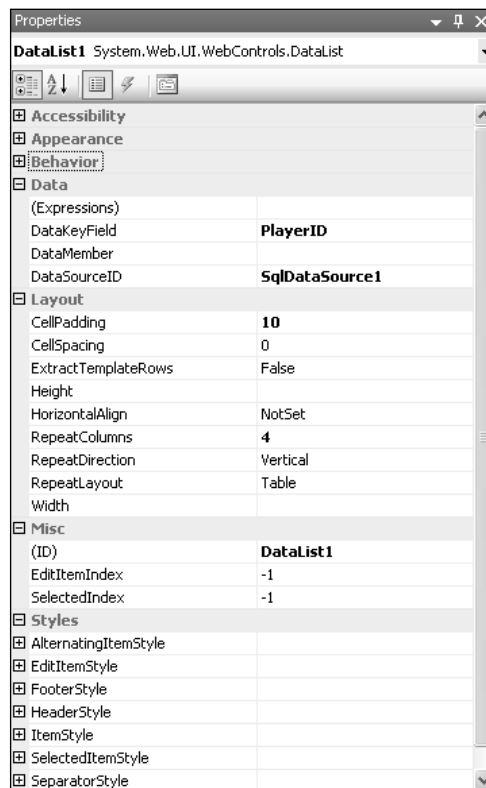 Properties
DataList1 System.Web.UI.WebControls.DataList
Accessibility
Appearance
Behavior
Data
(Expressions)
DataKeyField PlayerID
DataMember
DataSourceID SqlDataSource1
Layout
CellPadding 10
CellSpacing 0
ExtractTemplateRows False
Height
HorizontalAlign NotSet
RepeatColumns 4
RepeatDirection Vertical
RepeatLayout Table
Width
Misc
(ID) DataList1
EditItemIndex -1
SelectedIndex -1
Styles
AlternatingItemStyle
EditItemStyle
FooterStyle
HeaderStyle
ItemStyle
SelectedItemStyle
SeparatorStyle